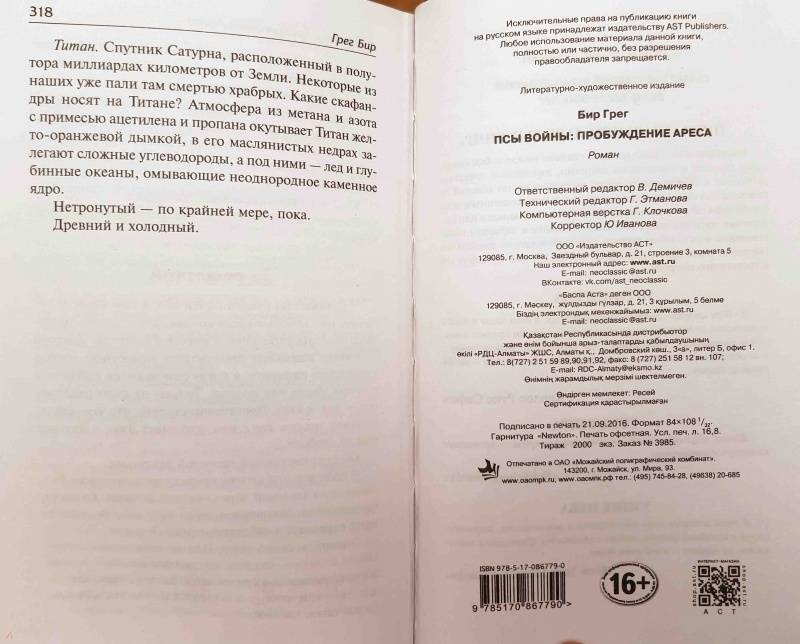 318
Грег Бир
Титан. Спутник Сатурна, расположенный в полу-
тора миллиардах километров от Земли. Некоторые из
наших уже пали там смертью храбрых. Какие скафан-
дры носят на Титане? Атмосфера из метана и азота
с примесью ацетилена и пропана окутывает Титан жел-
то-оранжевой дымкой, в его маслянистых недрах за-
легают сложные углеводороды, а под ними — лед и глу-
бинные океаны, омывающие неоднородное каменное
ядро.
Нетронутый — по крайней мере, пока.
Древний и холодный.
Исключительные права на публикацию книги
на русском языке принадлежат издательству AST Publishers.
Любое использование материала данной книги,
полностью или частично, без разрешения
правообладателя запрещается.
Литературно-художественное издание
Бир Грег
ПСЫ ВОЙНЫ: ПРОБУЖДЕНИЕ АРЕСА
Роман
Ответственный редактор В. Демичев
Технический редактор Г. Этманова
Компьютерная верстка Г. Клочкова
Корректор Ю Иванова
ООО «Издательство АСТ»
129085, г. Москва, Звездный бульвар, д. 21, строение 3, комната 5
Наш электронный адрес: www.ast.ru
E-mail: neoclassic@ast.ru
ВКонтакте: vk.com/ast_neoclassic
«Баспа Аста» деген ООО
129085, г. Мәскеу, жұлдызды гүлзар, д. 21, 3 құрылым, 5 бөлме
Біздің электрондық мекенжайымыз: www.ast.ru
E-mail: neoclassic@ast.ru
Қазақстан Республикасында дистрибьютор
және өнім бойынша арыз-талаптарды қабылдаушының
өкілі «РДЦ-Алматы» ЖШС, Алматы қ., Домбровский көш., 3«а», литер Б, офис 1.
Тел.: 8(727) 2 51 59 89,90,91,92, факс: 8 (727) 251 58 12 вн. 107;
E-mail: RDC-Almaty@eksmo.kz
Өнімнің жарамдылық мерзімі шектелмеген.
Өндірген мемлекет: Ресей
Сертификация қарастырылмаған
Подписано в печать 21.09.2016. Формат 84×108 1/32.
Гарнитура «Newton». Печать офсетная. Усл. печ. л. 16,8.
Тираж 2000 экз. Заказ № 3985.
Отпечатано в ОАО «Можайский полиграфический комбинат».
143200, г. Можайск, ул. Мира, 93.
www.oaompk.ru, www.оаомпк.рф тел.: (495) 745-84-28, (49638) 20-685
ISBN 978-5-17-086779-0
9 785170 867790 >
16+
ИНТЕРНЕТ-МАГАЗИН
shop.ast.ru
shop.ast.ru
АСТ